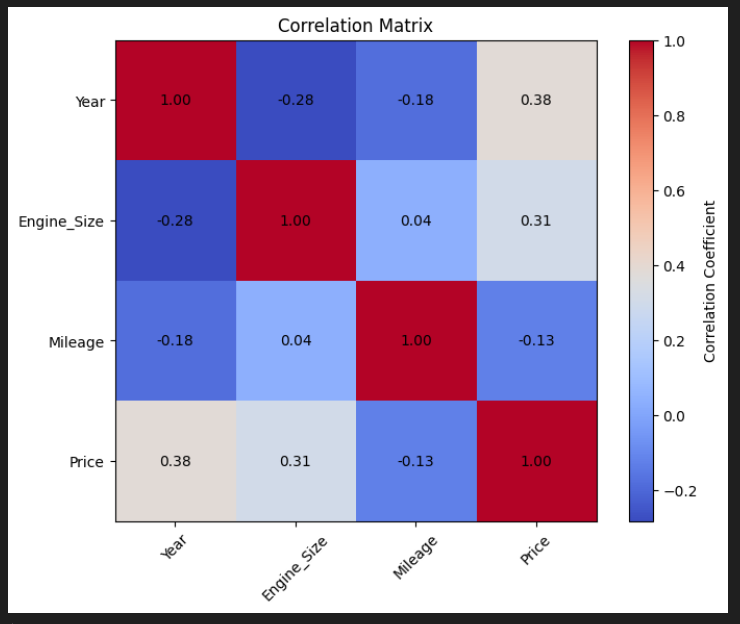 Correlation Matrix
Year 1.00 -0.28 -0.18 0.38
Engine_Size -0.28 1.00 0.04 0.31
Mileage -0.18 0.04 1.00 -0.13
Price 0.38 0.31 -0.13 1.00
Year Engine_Size Mileage Price
1.0
0.8
0.6
0.4
0.2
0.0
−0.2
Correlation Coefficient